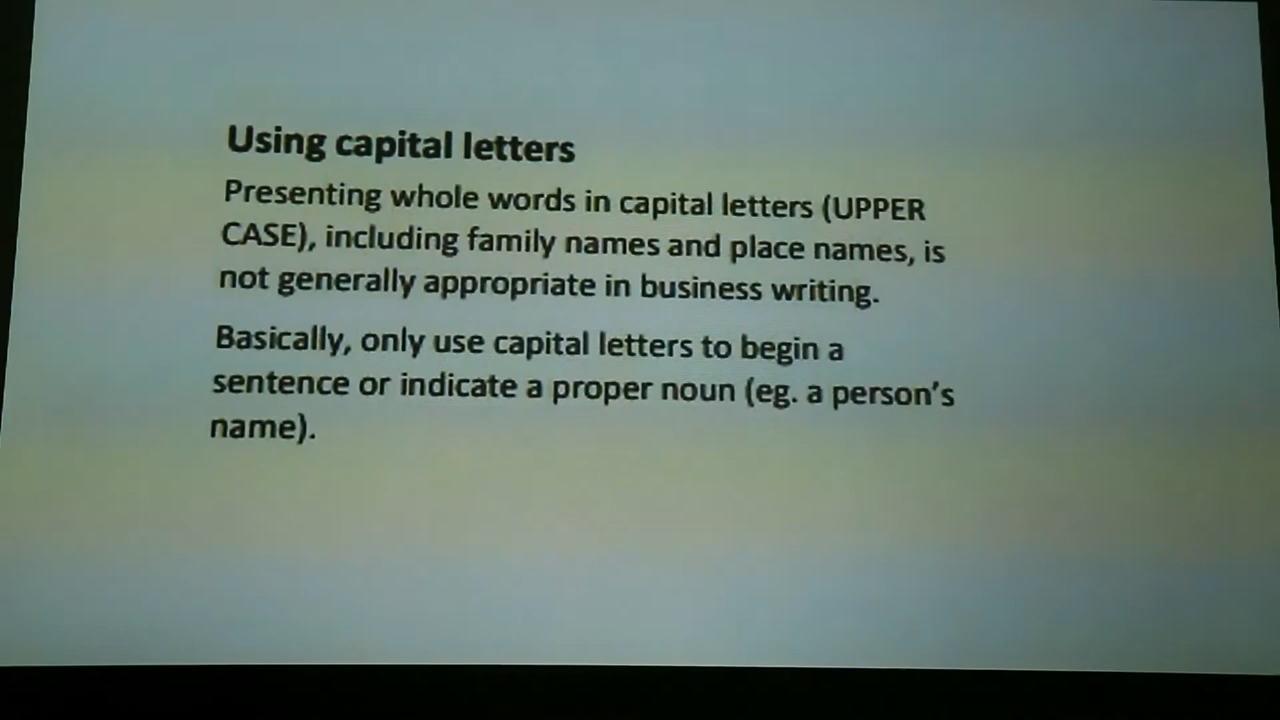 Using capital letters
Presenting whole words in capital letters (UPPER
CASE), including family names and place names, is
not generally appropriate in business writing.
Basically, only use capital letters to begin a
sentence or indicate a proper noun (eg. a person's
name).